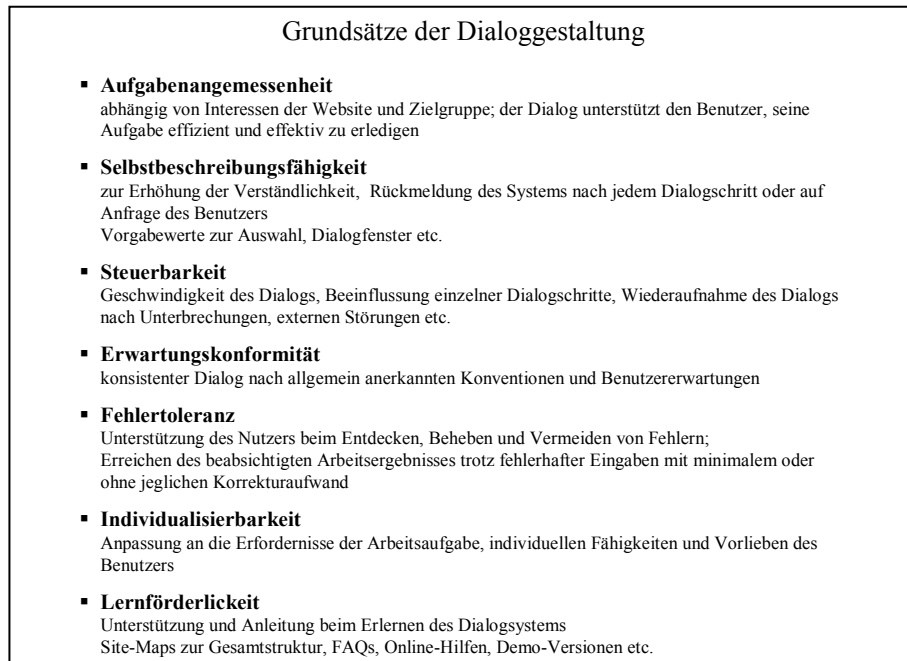 Grundsätze der Dialoggestaltung
▪ Aufgabenangemessenheit
abhängig von Interessen der Website und Zielgruppe; der Dialog unterstützt den Benutzer, seine
Aufgabe effizient und effektiv zu erledigen
▪ Selbstbeschreibungsfähigkeit
zur Erhöhung der Verständlichkeit, Rückmeldung des Systems nach jedem Dialogschritt oder auf
Anfrage des Benutzers
Vorgabewerte zur Auswahl, Dialogfenster etc.
▪ Steuerbarkeit
Geschwindigkeit des Dialogs, Beeinflussung einzelner Dialogschritte, Wiederaufnahme des Dialogs
nach Unterbrechungen, externen Störungen etc.
▪ Erwartungskonformität
konsistenter Dialog nach allgemein anerkannten Konventionen und Benutzererwartungen
▪ Fehlertoleranz
Unterstützung des Nutzers beim Entdecken, Beheben und Vermeiden von Fehlern;
Erreichen des beabsichtigten Arbeitsergebnisses trotz fehlerhafter Eingaben mit minimalem oder
ohne jeglichen Korrekturaufwand
▪ Individualisierbarkeit
Anpassung an die Erfordernisse der Arbeitsaufgabe, individuellen Fähigkeiten und Vorlieben des
Benutzers
▪ Lernförderlickeit
Unterstützung und Anleitung beim Erlernen des Dialogsystems
Site-Maps zur Gesamtstruktur, FAQs, Online-Hilfen, Demo-Versionen etc.